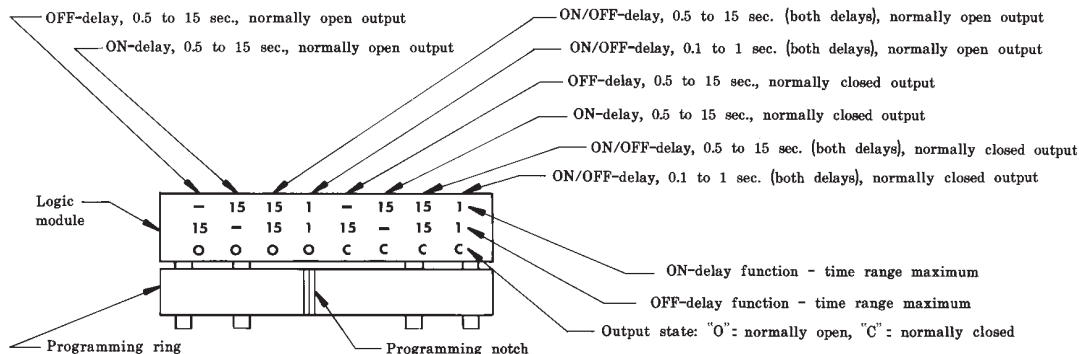 OFF-delay, 0.5 to 15 sec., normally open output
ON-delay, 0.5 to 15 sec., normally open output
ON/OFF-delay, 0.5 to 15 sec. (both delays), normally open output
ON/OFF-delay, 0.1 to 1 sec. (both delays), normally open output
OFF-delay, 0.5 to 15 sec., normally closed output
ON-delay, 0.5 to 15 sec., normally closed output
ON/OFF-delay, 0.5 to 15 sec. (both delays), normally closed output
ON/OFF-delay, 0.1 to 1 sec. (both delays), normally closed output
Logic
module
– 15 15 1 – 15 15 1
15 – 15 1 15 – 15 1
O O O O C C C C
ON-delay function - time range maximum
OFF-delay function - time range maximum
Output state: "O": normally open, "C": normally closed
Programming ring
Programming notch